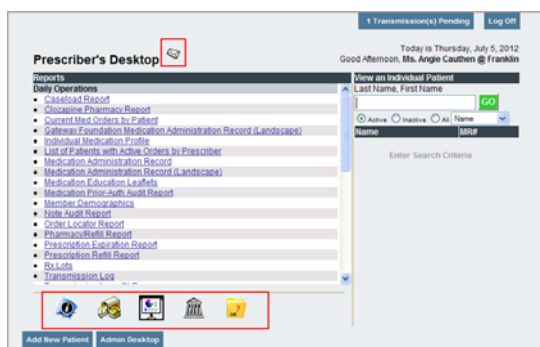 1 Transmission(s) Pending
Log Off
Today is Thursday, July 5, 2012
Prescriber's Desktop
Good Afternoon, Ms. Angie Cauthen @ Franklin
Reports
Daily Operations
Caseload Report
Clozapine Pharmacy Report
Current Med Orders by Patient
Gateway Foundation Medication Administration Record (Landscape)
Individual Medication Profile
List of Patients with Active Orders by Prescriber
Medication Administration Record
Medication Administration Record (Landscape)
Medication Education Leaflets
Medication Prior-Auth Audit Report
Member Demographics
Note Audit Report
Order Locator Report
Pharmacy/Refill Report
Prescription Expiration Report
Prescription Refill Report
Rx Lots
Transmission Log
View an Individual Patient
Last Name, First Name
GO
Active Inactive All Name
Name MR#
Enter Search Criteria
Add New Patient
Admin Desktop